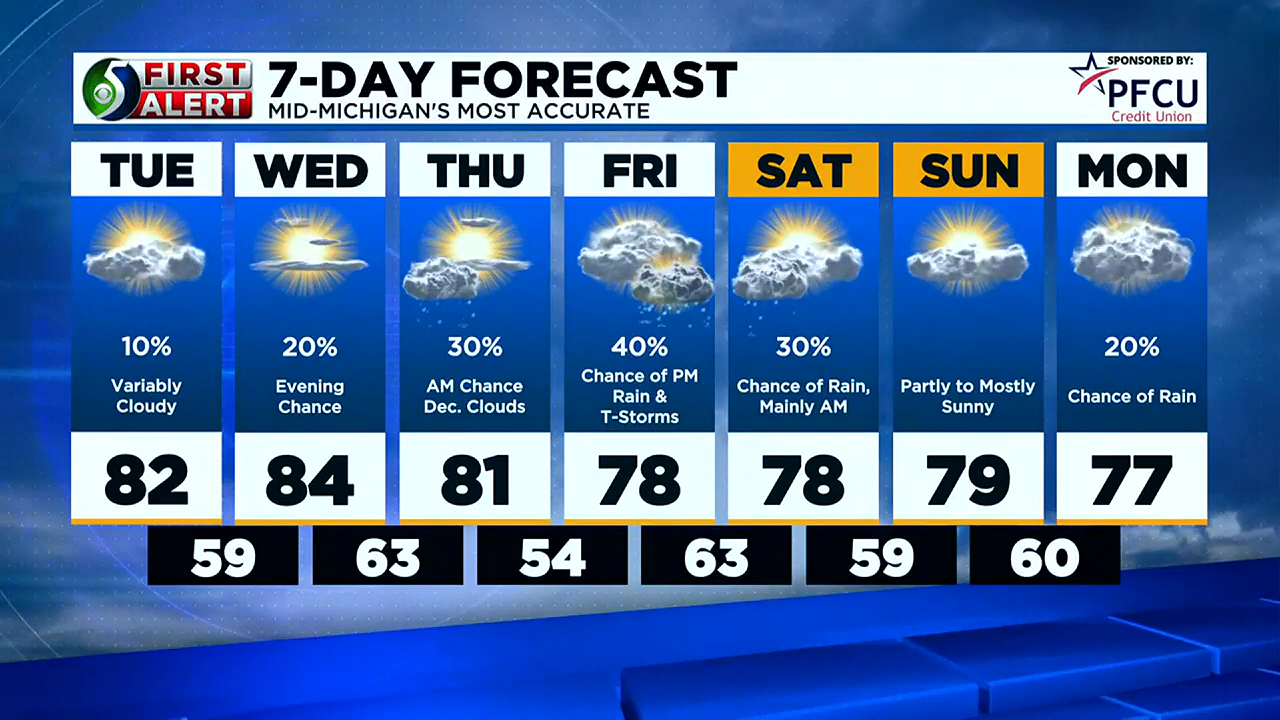 5 FIRST ALERT
7-DAY FORECAST
MID-MICHIGAN'S MOST ACCURATE
SPONSORED BY:
PFCU
Credit Union
TUE WED THU FRI SAT SUN MON
10% 20% 30% 40% 30% 20%
Variably
Cloudy
Evening
Chance
AM Chance
Dec. Clouds
Chance of PM
Rain &
T-Storms
Chance of Rain,
Mainly AM
Partly to Mostly
Sunny
Chance of Rain
82 84 81 78 78 79 77
59 63 54 63 59 60